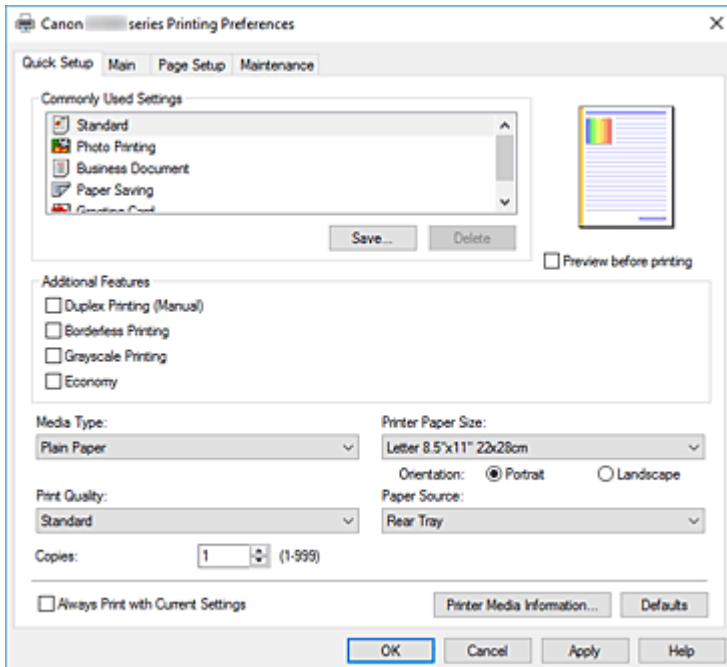 Canon series Printing Preferences
Quick Setup Main Page Setup Maintenance
Commonly Used Settings
Standard
Photo Printing
Business Document
Paper Saving
Greeting Card
Save... Delete
Preview before printing
Additional Features
Duplex Printing (Manual)
Borderless Printing
Grayscale Printing
Economy
Media Type: Printer Paper Size:
Plain Paper Letter 8.5"x11" 22x28cm
Orientation: Portrait Landscape
Print Quality: Paper Source:
Standard Rear Tray
Copies: 1 (1-999)
Always Print with Current Settings Printer Media Information... Defaults
OK Cancel Apply Help